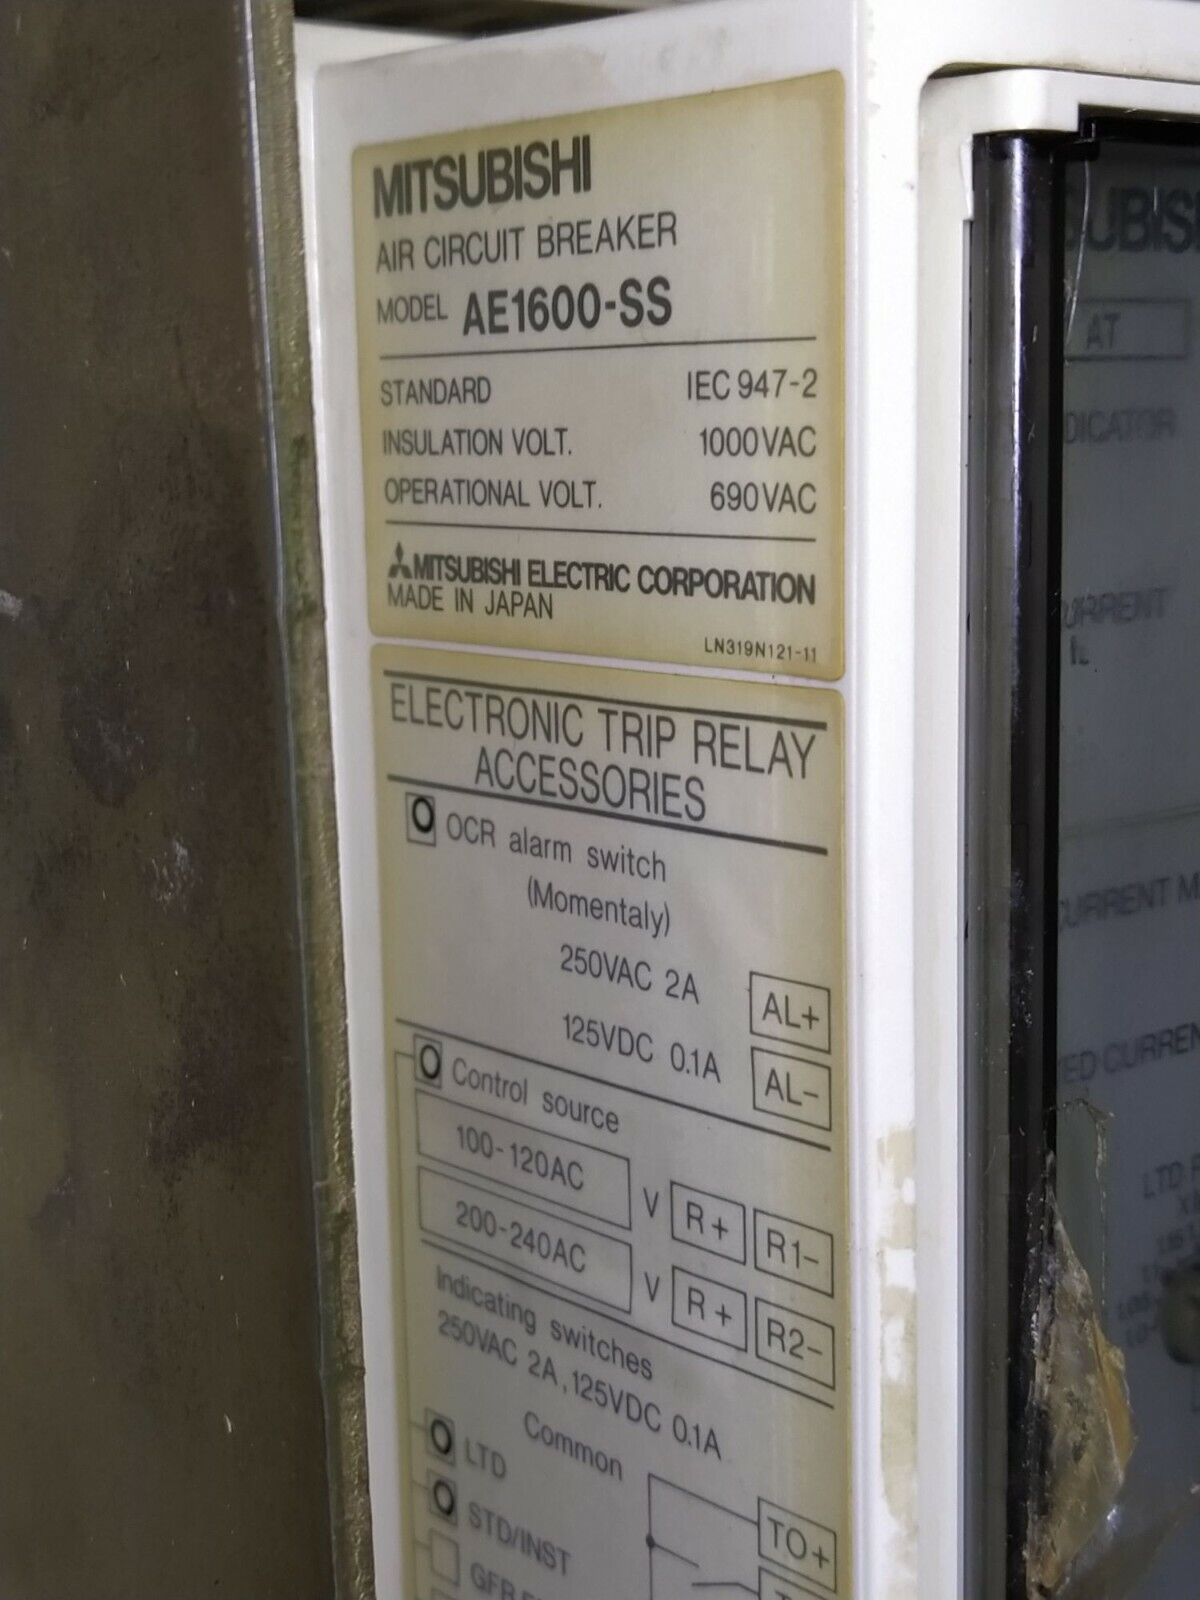 MITSUBISHI
AIR CIRCUIT BREAKER
MODEL AE1600-SS
STANDARD IEC 947-2
INSULATION VOLT. 1000VAC
OPERATIONAL VOLT. 690VAC
MITSUBISHI ELECTRIC CORPORATION
MADE IN JAPAN
LN319N121-11
ELECTRONIC TRIP RELAY
ACCESSORIES
OCR alarm switch
(Momentaly)
250VAC 2A AL+
125VDC 0.1A AL-
Control source
100-120AC V R+ R1-
200-240AC V R+ R2-
Indicating switches
250VAC 2A, 125VDC 0.1A
Common
LTD
TO+
STD/INST
AT
CURRENT M
LTD